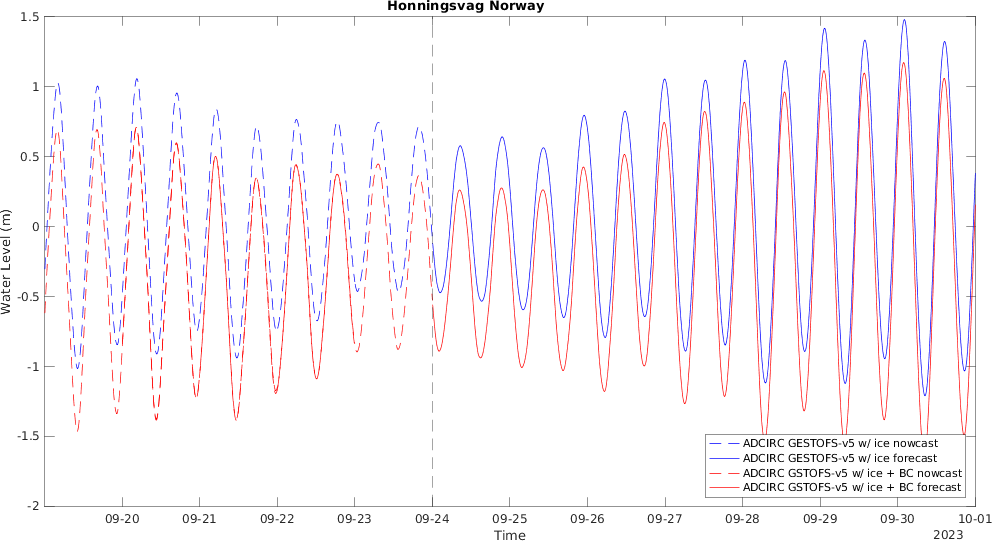 Honningsvag Norway
1.5
1
0.5
0
-0.5
-1
-1.5
-2
Water Level (m)
ADCIRC GESTOFS-v5 w/ ice nowcast
ADCIRC GESTOFS-v5 w/ ice forecast
ADCIRC GSTOFS-v5 w/ ice + BC nowcast
ADCIRC GSTOFS-v5 w/ ice + BC forecast
09-20 09-21 09-22 09-23 09-24 09-25 09-26 09-27 09-28 09-29 09-30 10-01
Time
2023